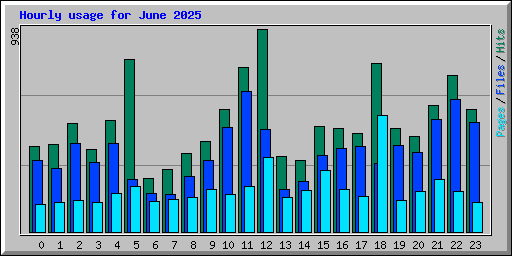 Hourly usage for June 2025
938
Pages/Files/Hits
0 1 2 3 4 5 6 7 8 9 10 11 12 13 14 15 16 17 18 19 20 21 22 23